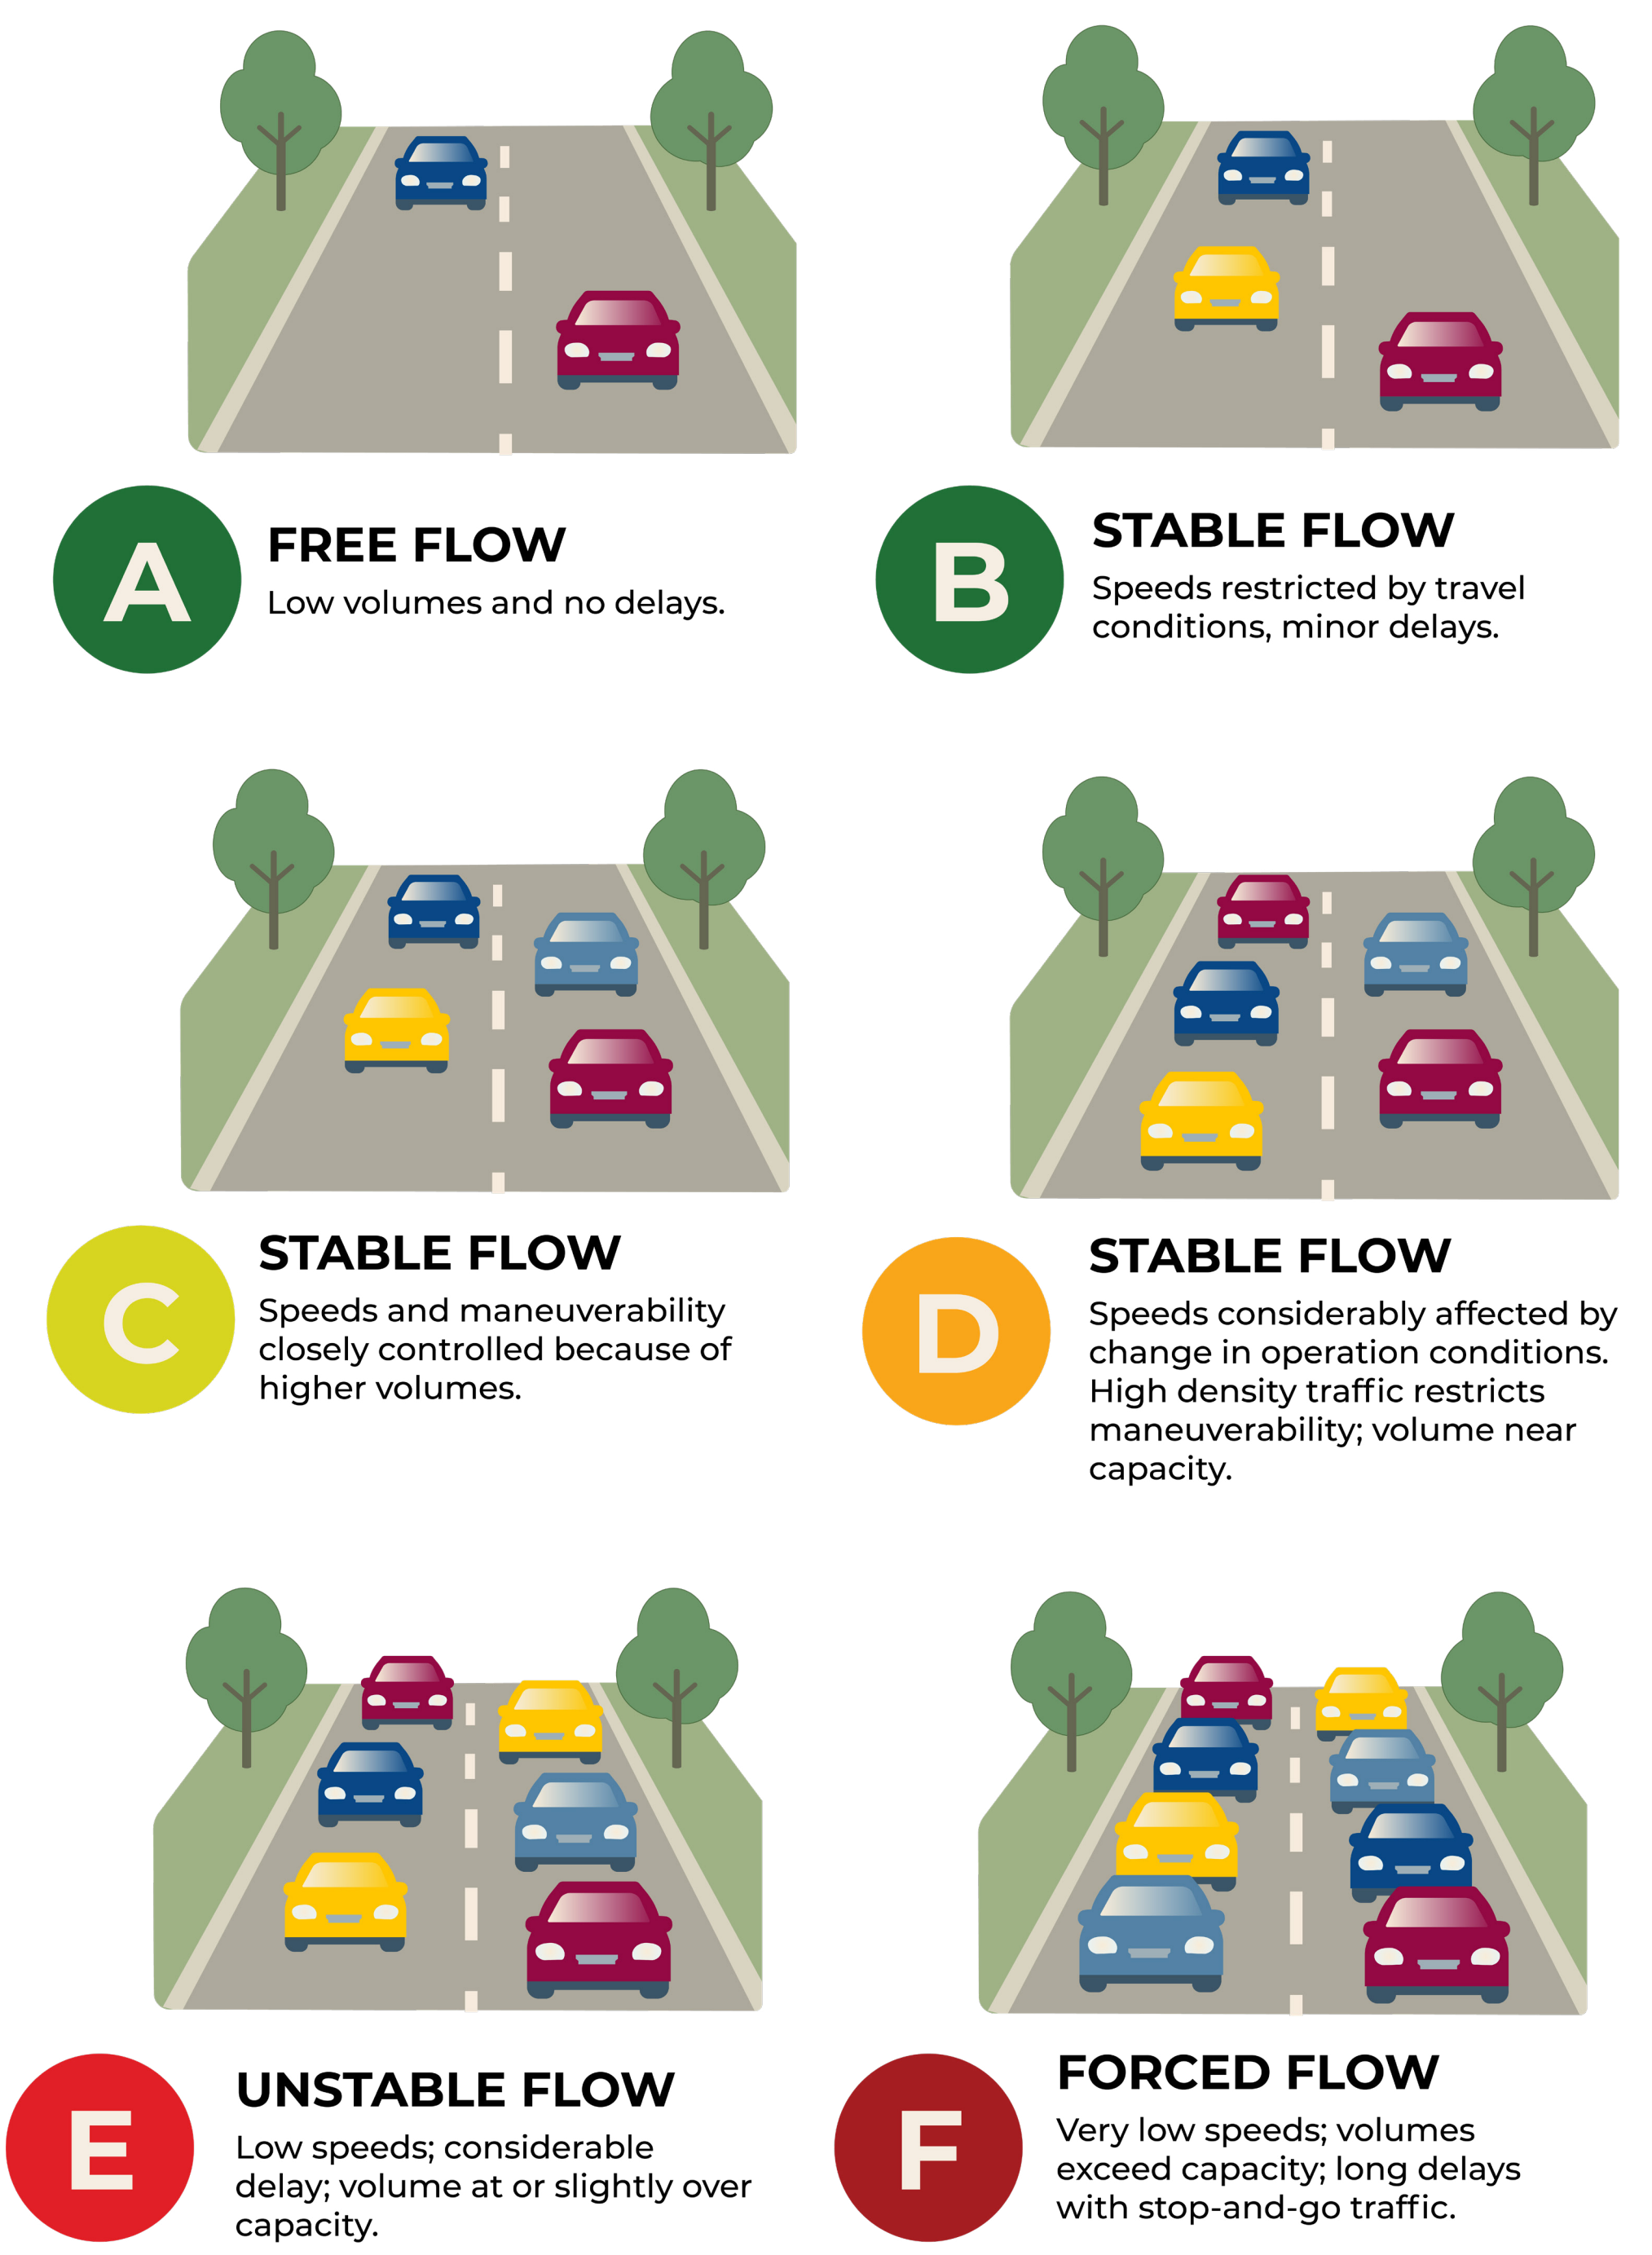 A
FREE FLOW
Low volumes and no delays.
B
STABLE FLOW
Speeds restricted by travel
conditions, minor delays.
C
STABLE FLOW
Speeds and maneuverability
closely controlled because of
higher volumes.
D
STABLE FLOW
Speeds considerably affected by
change in operation conditions.
High density traffic restricts
maneuverability; volume near
capacity.
E
UNSTABLE FLOW
Low speeds; considerable
delay; volume at or slightly over
capacity.
F
FORCED FLOW
Very low speeds; volumes
exceed capacity; long delays
with stop-and-go traffic.